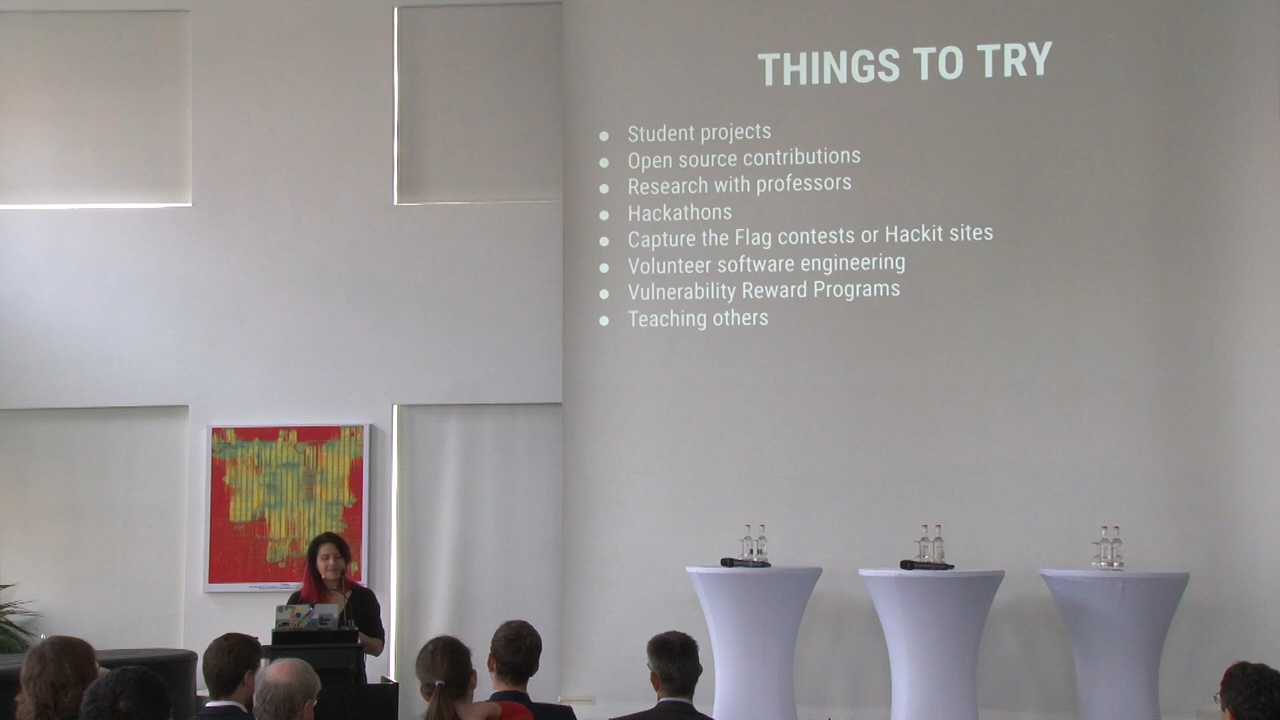 THINGS TO TRY
● Student projects
● Open source contributions
● Research with professors
● Hackathons
● Capture the Flag contests or Hackit sites
● Volunteer software engineering
● Vulnerability Reward Programs
● Teaching others